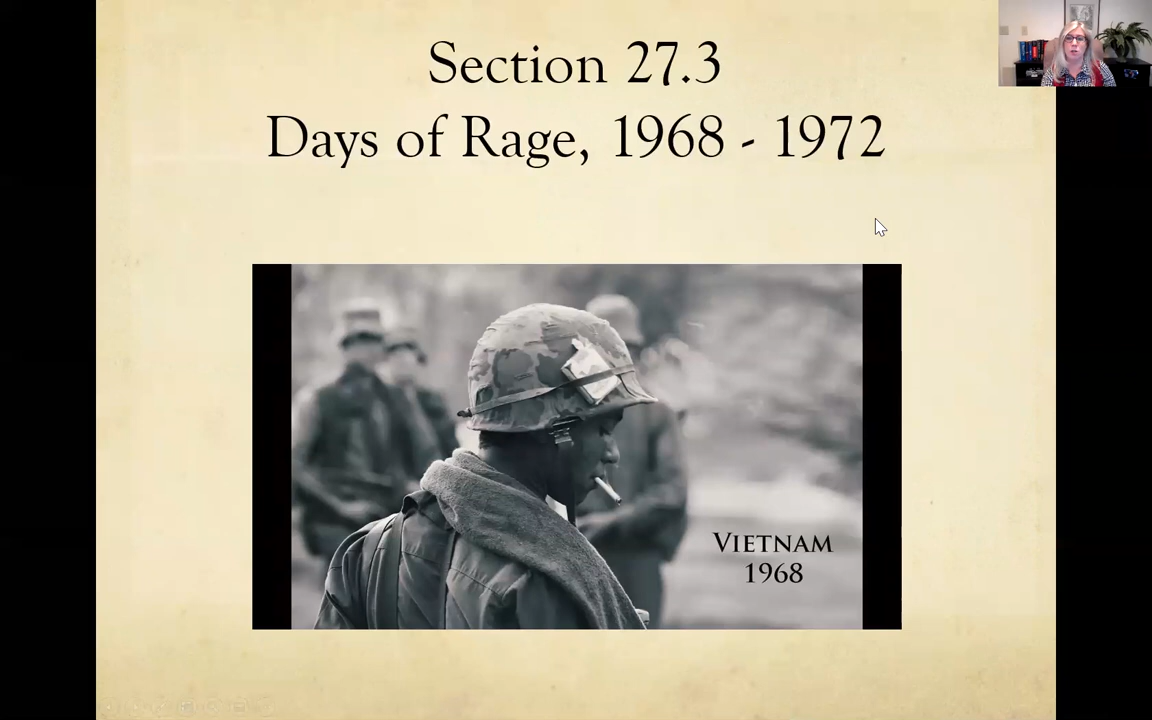 Section 27.3
Days of Rage, 1968 - 1972
VIETNAM
1968